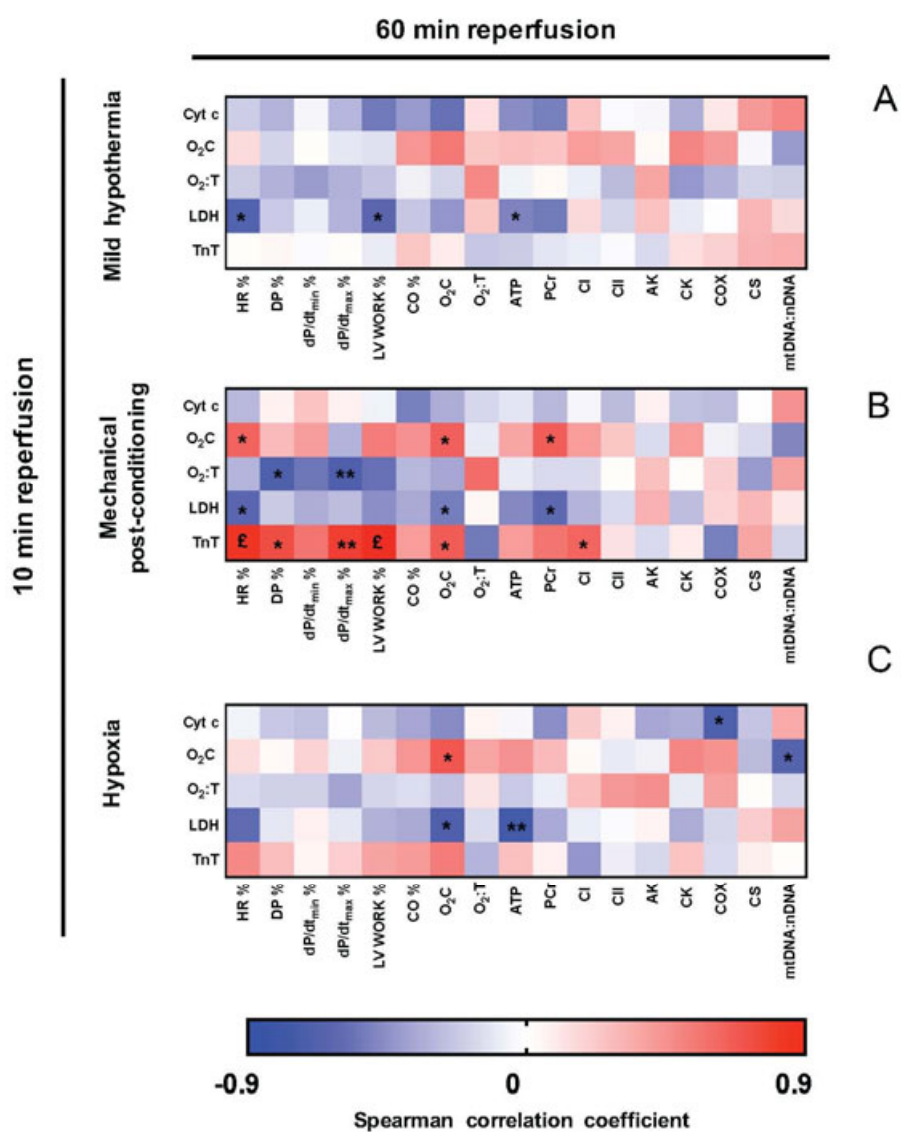 60 min reperfusion
10 min reperfusion
A
Mild hypothermia
Cyt c
O₂C
O₂:T
LDH * * *
TnT
HR % DP % dP/dtmin % dP/dtmax % LV WORK % CO % O₂C O₂:T ATP PCr CI CII AK CK COX CS mtDNA:nDNA
B
Mechanical
post-conditioning
Cyt c
O₂C * * *
O₂:T * **
LDH * * *
TnT £ * ** £ * *
HR % DP % dP/dtmin % dP/dtmax % LV WORK % CO % O₂C O₂:T ATP PCr CI CII AK CK COX CS mtDNA:nDNA
C
Hypoxia
Cyt c *
O₂C * *
O₂:T
LDH * **
TnT
HR % DP % dP/dtmin % dP/dtmax % LV WORK % CO % O₂C O₂:T ATP PCr CI CII AK CK COX CS mtDNA:nDNA
-0.9 0 0.9
Spearman correlation coefficient